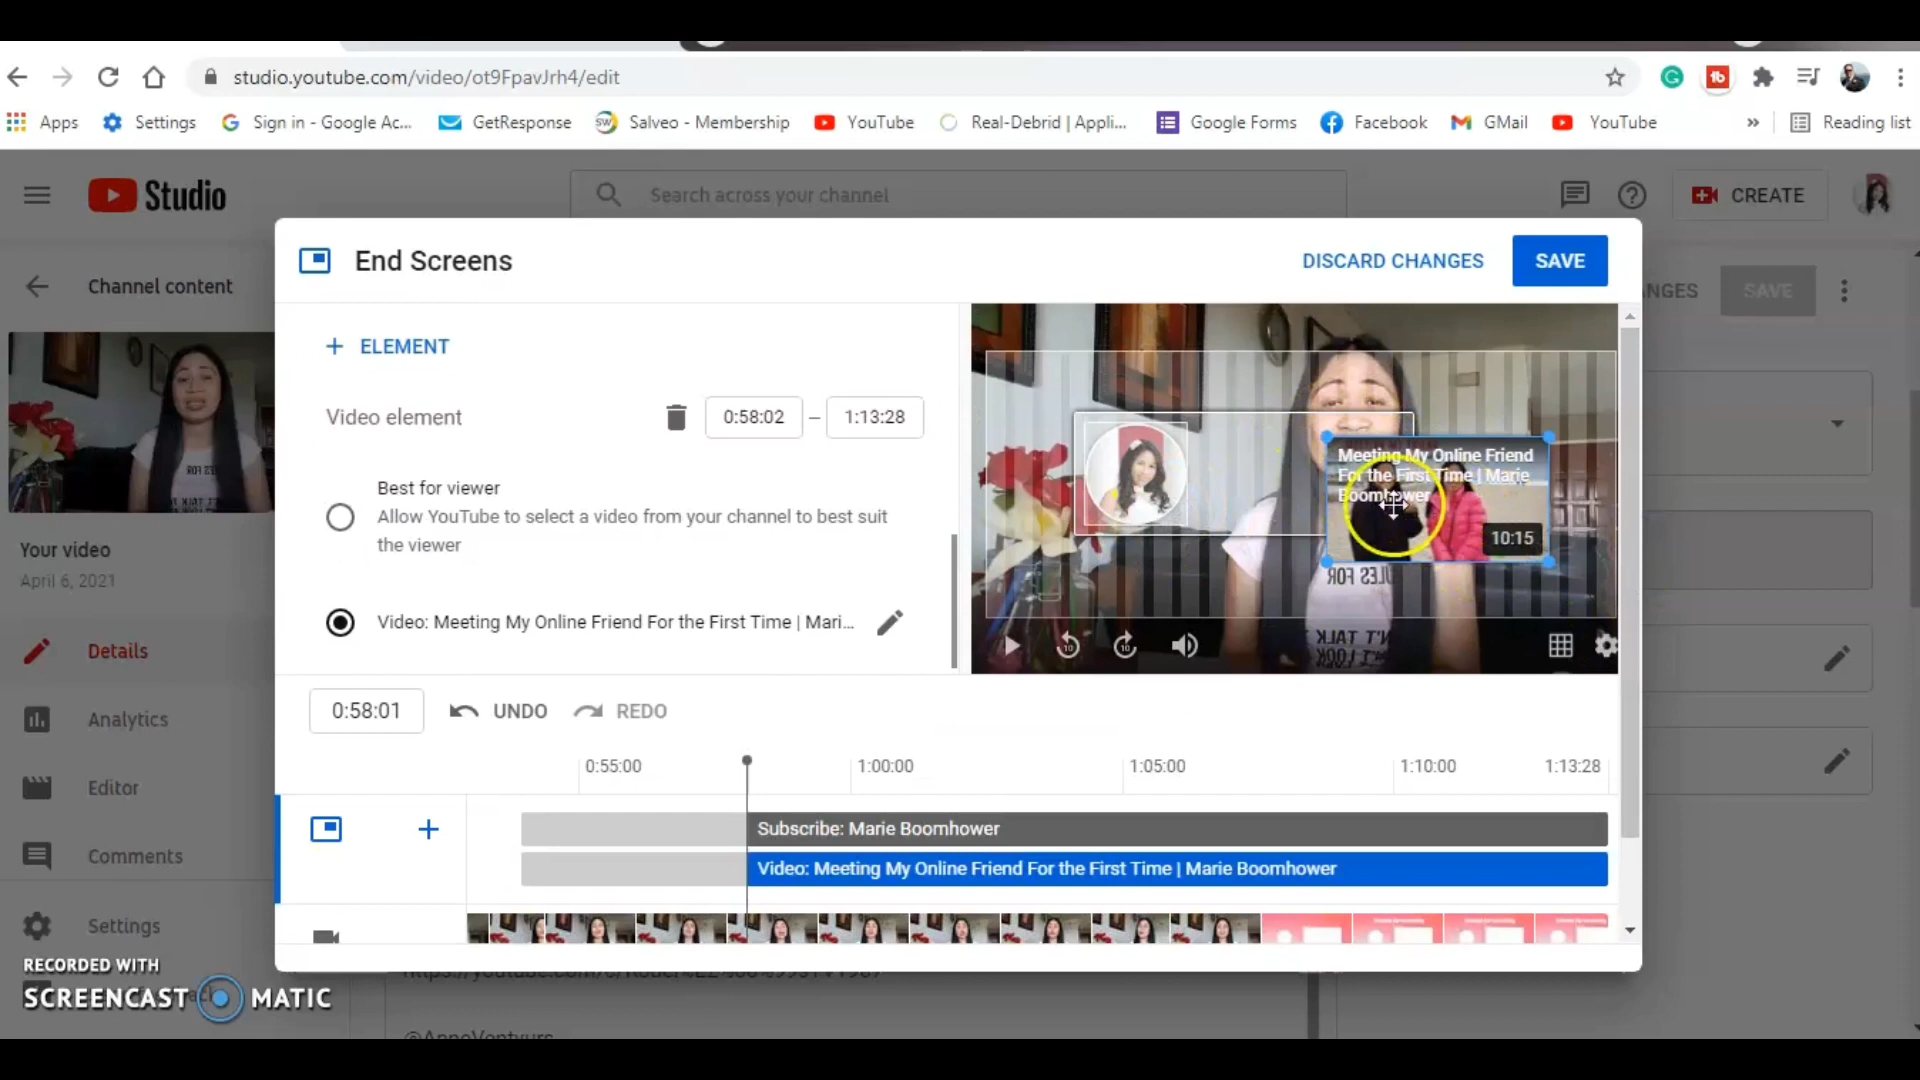 studio.youtube.com/video/ot9FpavJrh4/edit
Apps
Settings
Sign in - Google Ac...
GetResponse
Salveo - Membership
YouTube
Real-Debrid | Appli...
Google Forms
Facebook
GMail
YouTube
»
Reading list
Studio
Search across your channel
CREATE
Channel content
End Screens
DISCARD CHANGES
SAVE
NGES
SAVE
+ ELEMENT
Video element
0:58:02 – 1:13:28
Best for viewer
Allow YouTube to select a video from your channel to best suit
the viewer
Video: Meeting My Online Friend For the First Time | Mari...
Meeting My Online Friend
For the First Time | Marie
Boomhower
10:15
10
10
Your video
April 6, 2021
Details
Analytics
Editor
Comments
Settings
0:58:01
UNDO
REDO
0:55:00
1:00:00
1:05:00
1:10:00
1:13:28
Subscribe: Marie Boomhower
Video: Meeting My Online Friend For the First Time | Marie Boomhower
RECORDED WITH
SCREENCAST MATIC